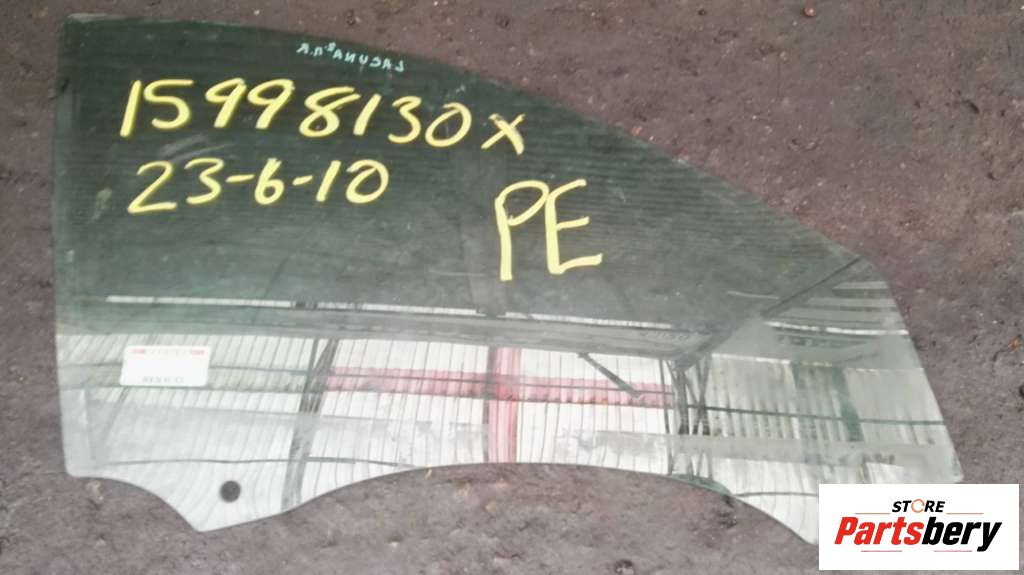 15998130X
23-6-10
PE
STORE
Partsbery